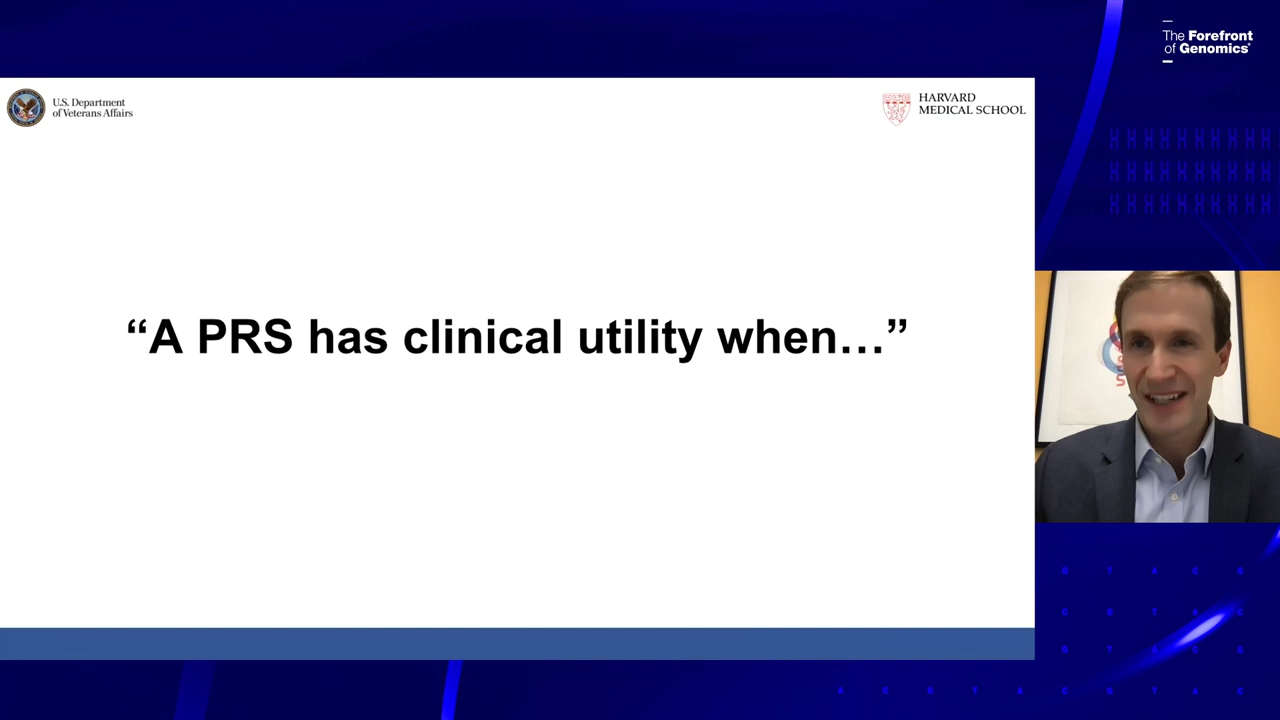 The Forefront
of Genomics®
U.S. Department
of Veterans Affairs
HARVARD
MEDICAL SCHOOL
“A PRS has clinical utility when…”
G T A C G
C G T A C
G T A C G
A C G T A C G T A C